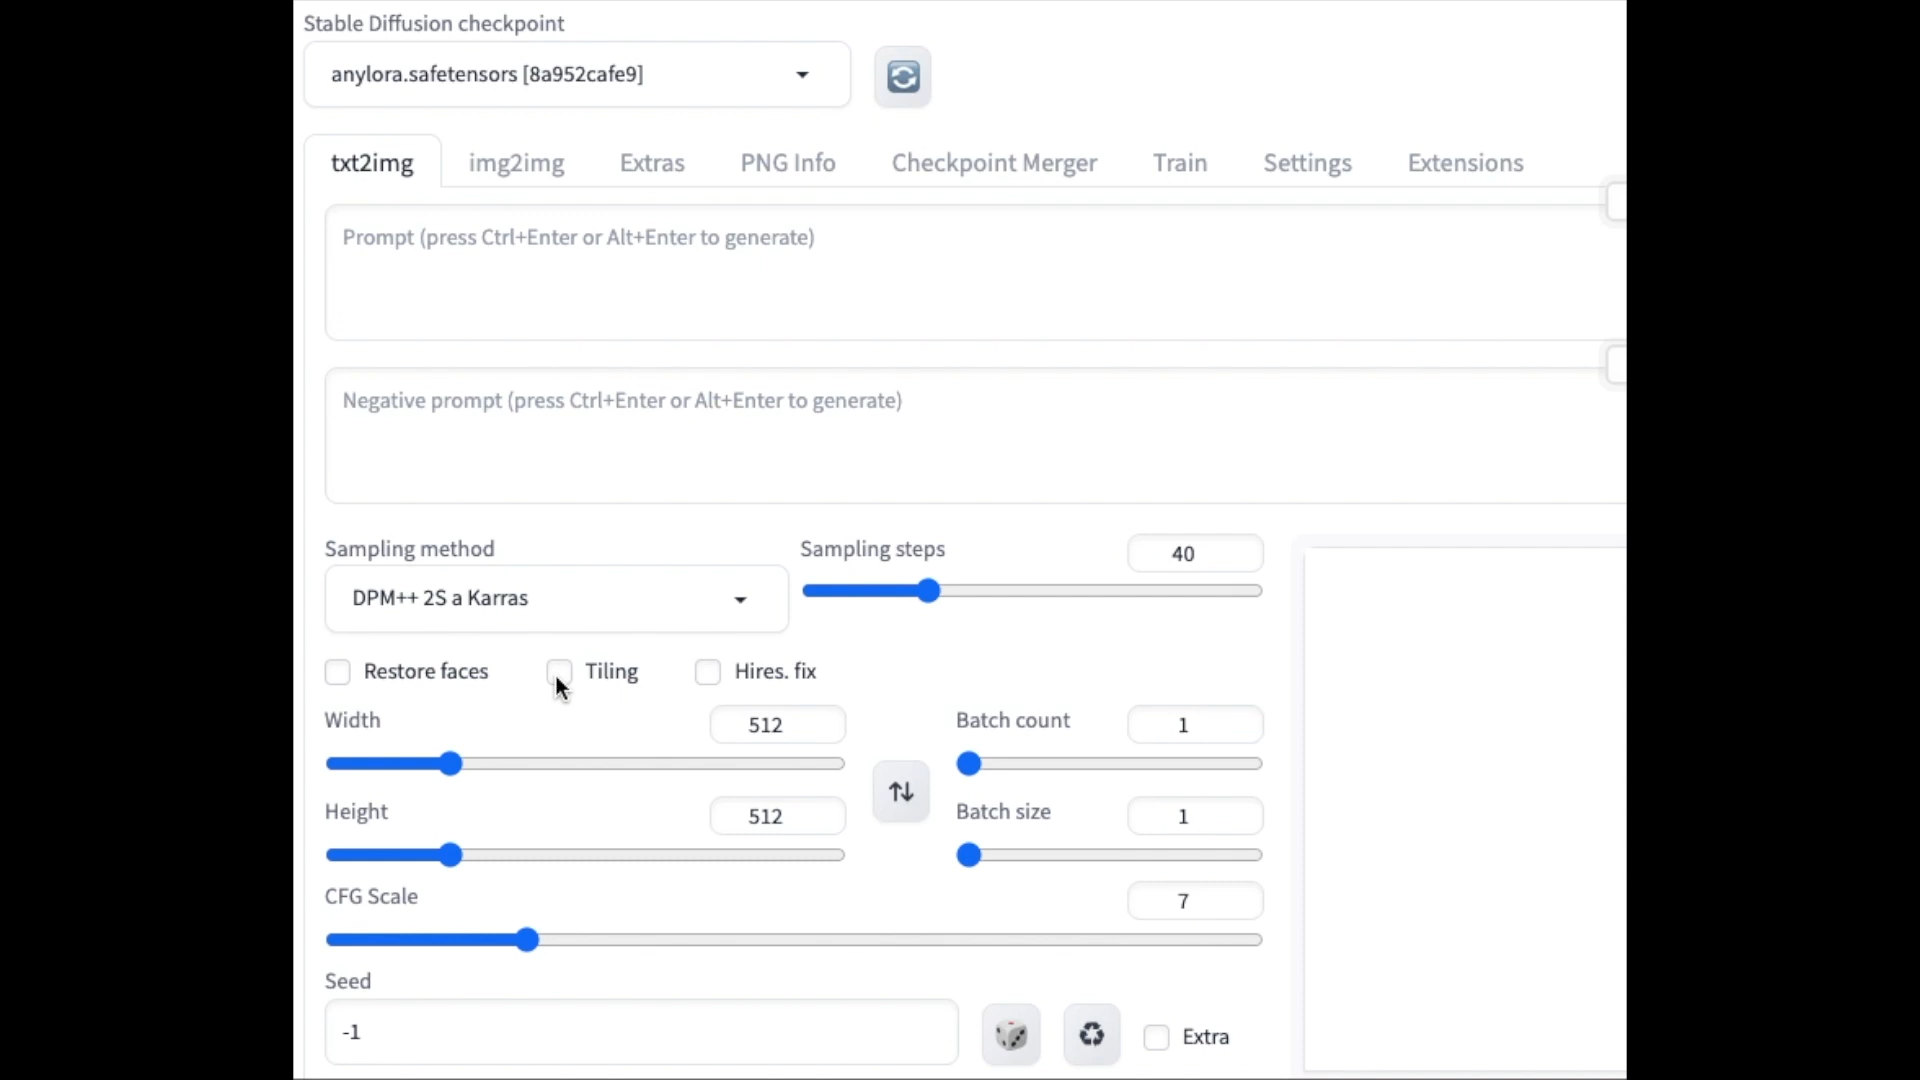 Stable Diffusion checkpoint
anylora.safetensors [8a952cafe9]
txt2img img2img Extras PNG Info Checkpoint Merger Train Settings Extensions
Prompt (press Ctrl+Enter or Alt+Enter to generate)
Negative prompt (press Ctrl+Enter or Alt+Enter to generate)
Sampling method Sampling steps 40
DPM++ 2S a Karras
Restore faces Tiling Hires. fix
Width 512 Batch count 1
Height 512 Batch size 1
CFG Scale 7
Seed
-1 Extra